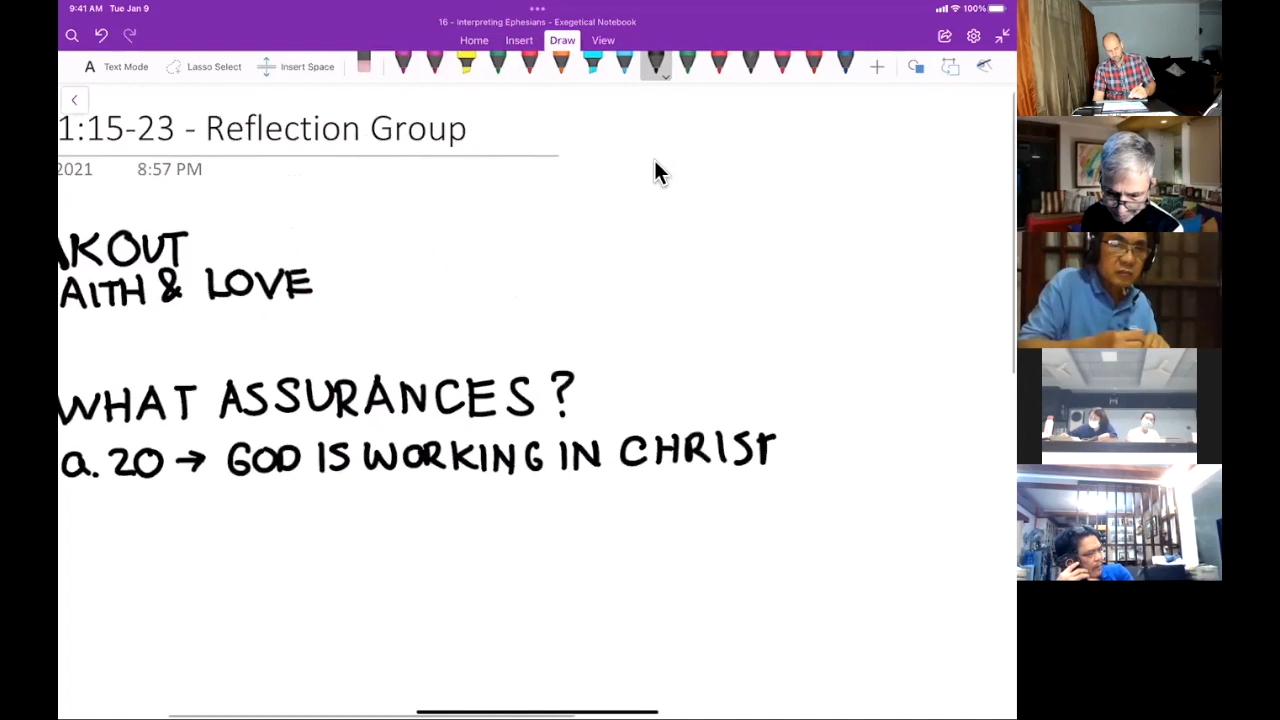 9:41 AM Tue Jan 9
100%
16 - Interpreting Ephesians - Exegetical Notebook
Home Insert Draw View
A Text Mode Lasso Select Insert Space
1:15-23 - Reflection Group
2021 8:57 PM
AKOUT
AITH & LOVE
WHAT ASSURANCES?
a. 20 → GOD IS WORKING IN CHRIST